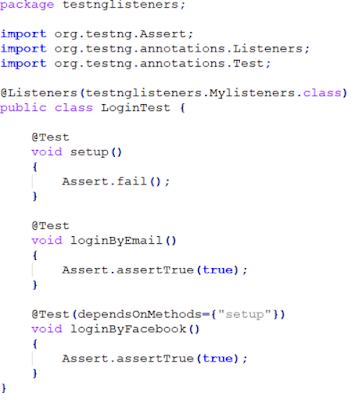 package testnglisteners;
import org.testng.Assert;
import org.testng.annotations.Listeners;
import org.testng.annotations.Test;
@Listeners(testnglisteners.Mylisteners.class)
public class LoginTest {
@Test
void setup()
{
Assert.fail();
}
@Test
void loginByEmail()
{
Assert.assertTrue(true);
}
@Test(dependsOnMethods={"setup"})
void loginByFacebook()
{
Assert.assertTrue(true);
}
}